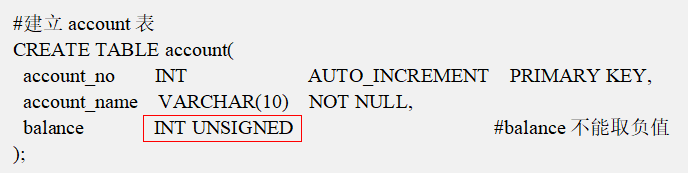 #建立 account 表
CREATE TABLE account(
account_no INT AUTO_INCREMENT PRIMARY KEY,
account_name VARCHAR(10) NOT NULL,
balance INT UNSIGNED #balance 不能取负值
);